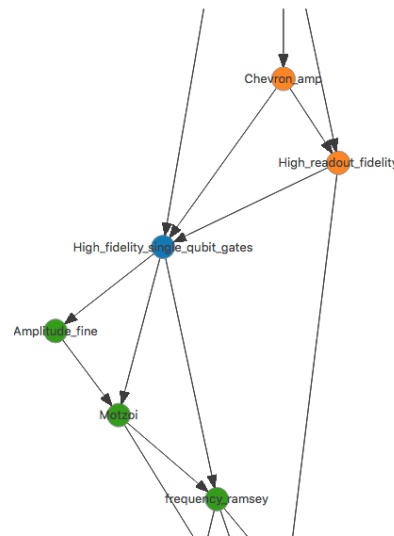 Chevron_amp
High_readout_fidelity
High_fidelity_single_qubit_gates
Amplitude_fine
Motzoi
frequency_ramsey